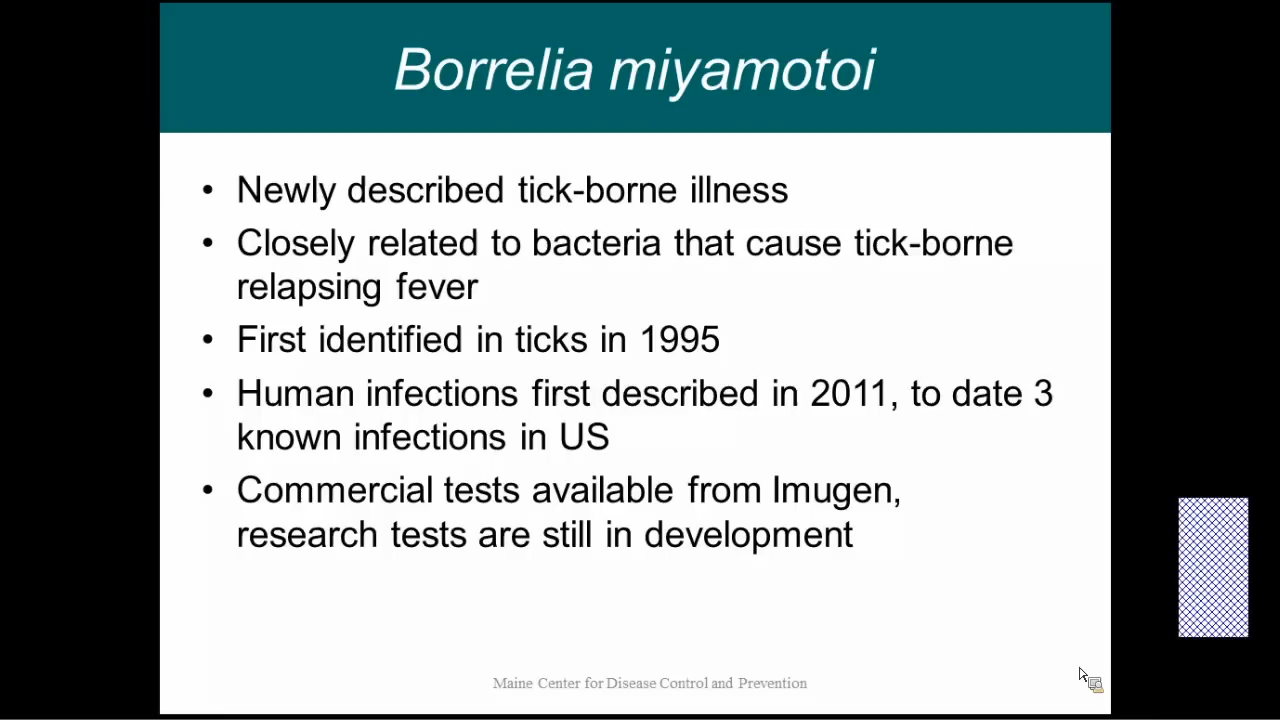 Borrelia miyamotoi
• Newly described tick-borne illness
• Closely related to bacteria that cause tick-borne
relapsing fever
• First identified in ticks in 1995
• Human infections first described in 2011, to date 3
known infections in US
• Commercial tests available from Imugen,
research tests are still in development
Maine Center for Disease Control and Prevention